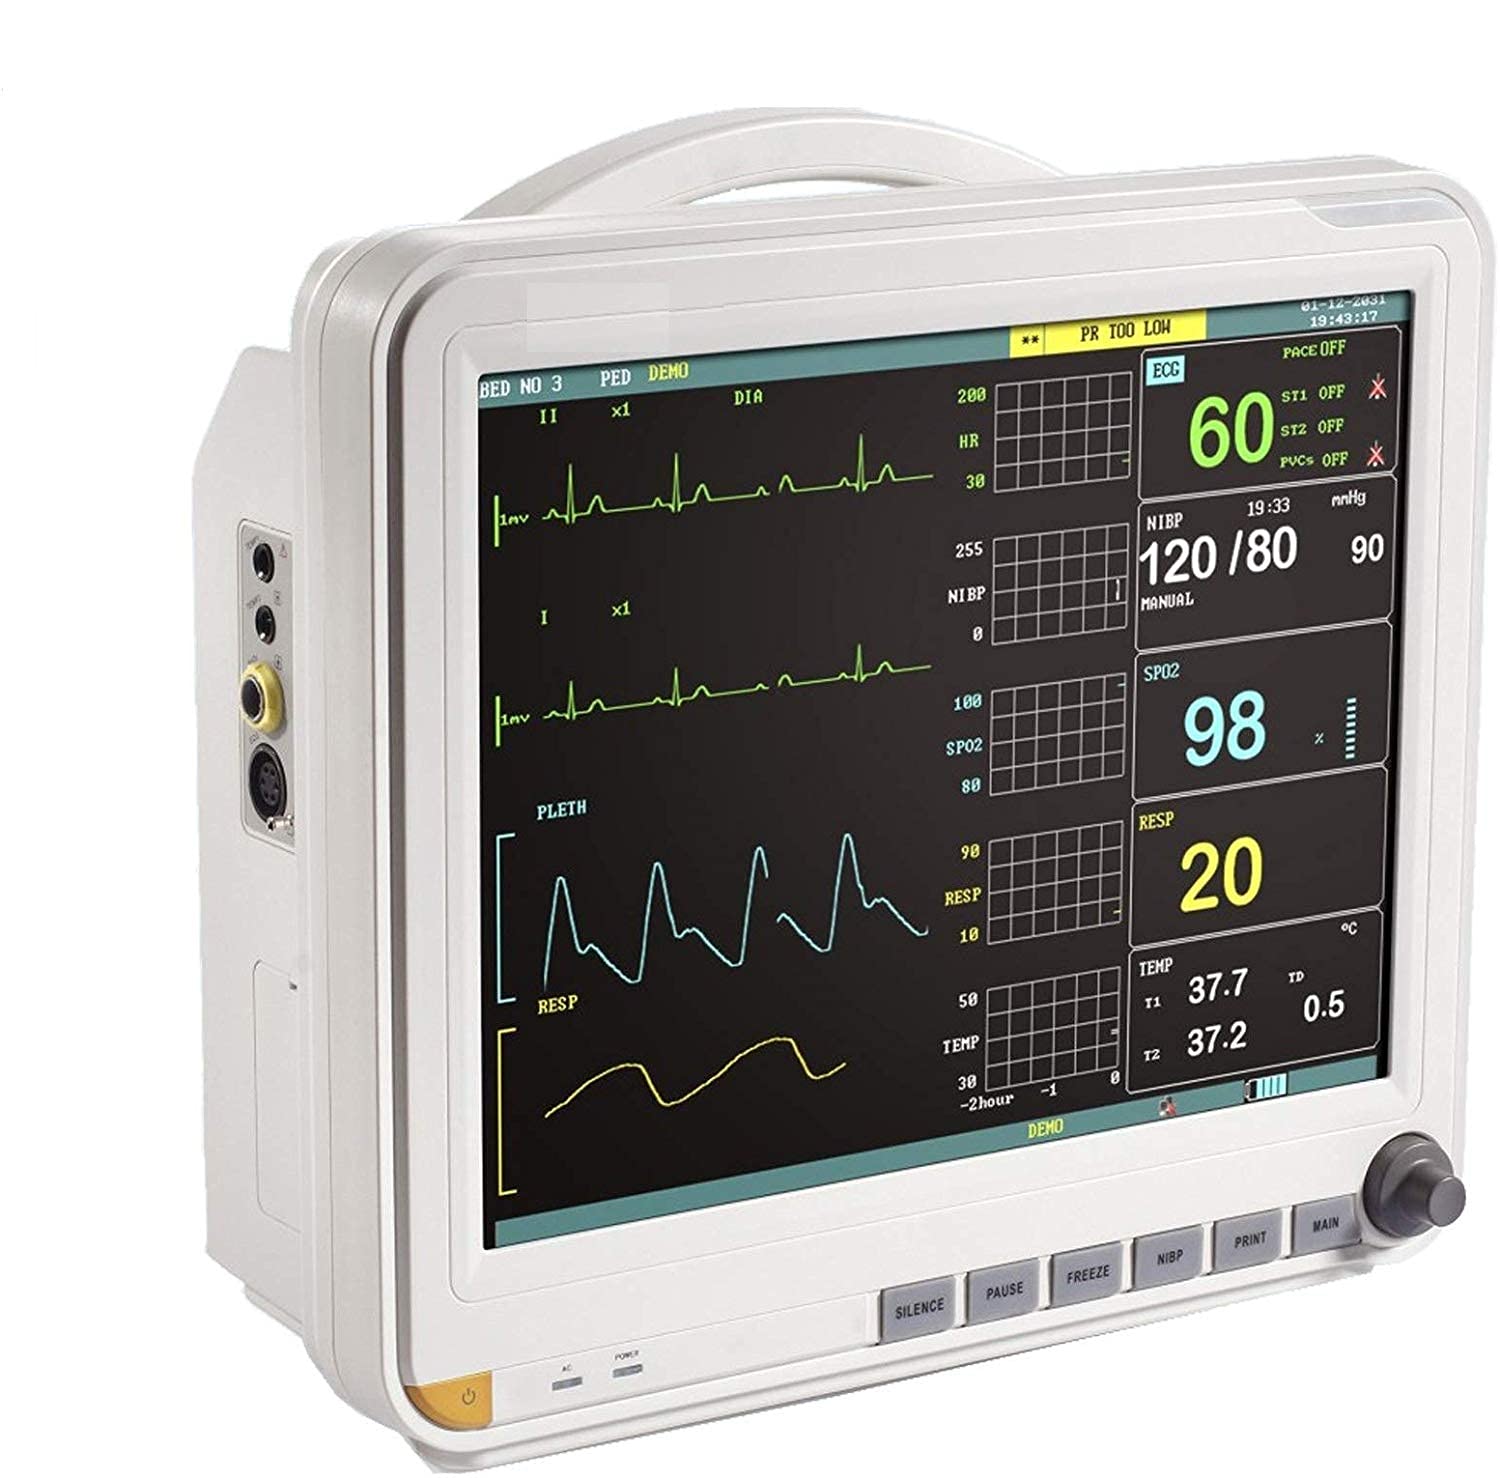 01-12-2031
** PR TOO LOW 19:43:17
BED NO 3 PED DEMO
II x1 DIA
1mv
I x1
1mv
PLETH
RESP
200
HR
30
255
NIBP
0
100
SPO2
80
90
RESP
10
50
TEMP
30
-2hour -1 0
ECG PACE OFF
60 ST1 OFF
ST2 OFF
PVCs OFF
NIBP 19:33 mmHg
120/80 90
MANUAL
SPO2
98 %
RESP
20
TEMP ºC
T1 37.7 TD
T2 37.2 0.5
DEMO
SILENCE PAUSE FREEZE NIBP PRINT MAIN
AC POWER